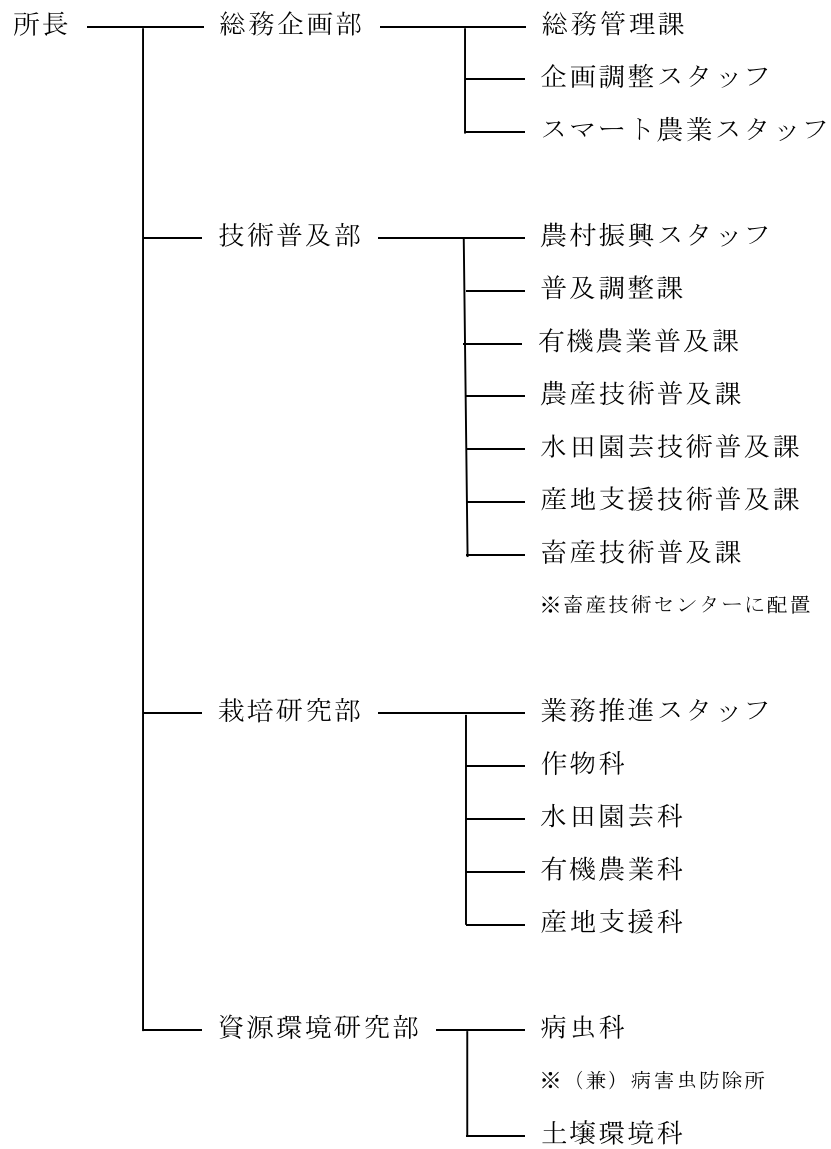 所長 総務企画部 総務管理課
企画調整スタッフ
スマート農業スタッフ
技術普及部 農村振興スタッフ
普及調整課
有機農業普及課
農産技術普及課
水田園芸技術普及課
産地支援技術普及課
畜産技術普及課
※畜産技術センターに配置
栽培研究部 業務推進スタッフ
作物科
水田園芸科
有機農業科
産地支援科
資源環境研究部 病虫科
※（兼）病害虫防除所
土壌環境科